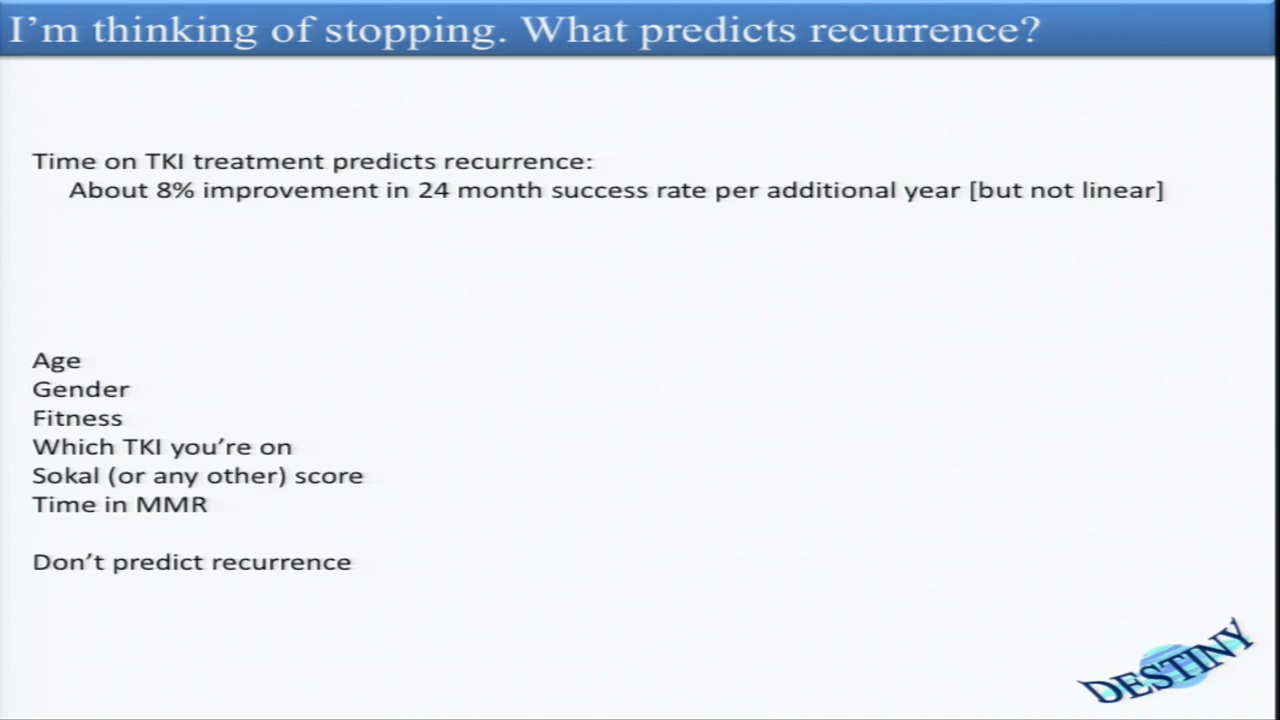 I'm thinking of stopping. What predicts recurrence?
Time on TKI treatment predicts recurrence:
About 8% improvement in 24 month success rate per additional year [but not linear]
Age
Gender
Fitness
Which TKI you're on
Sokal (or any other) score
Time in MMR
Don't predict recurrence
DESTINY